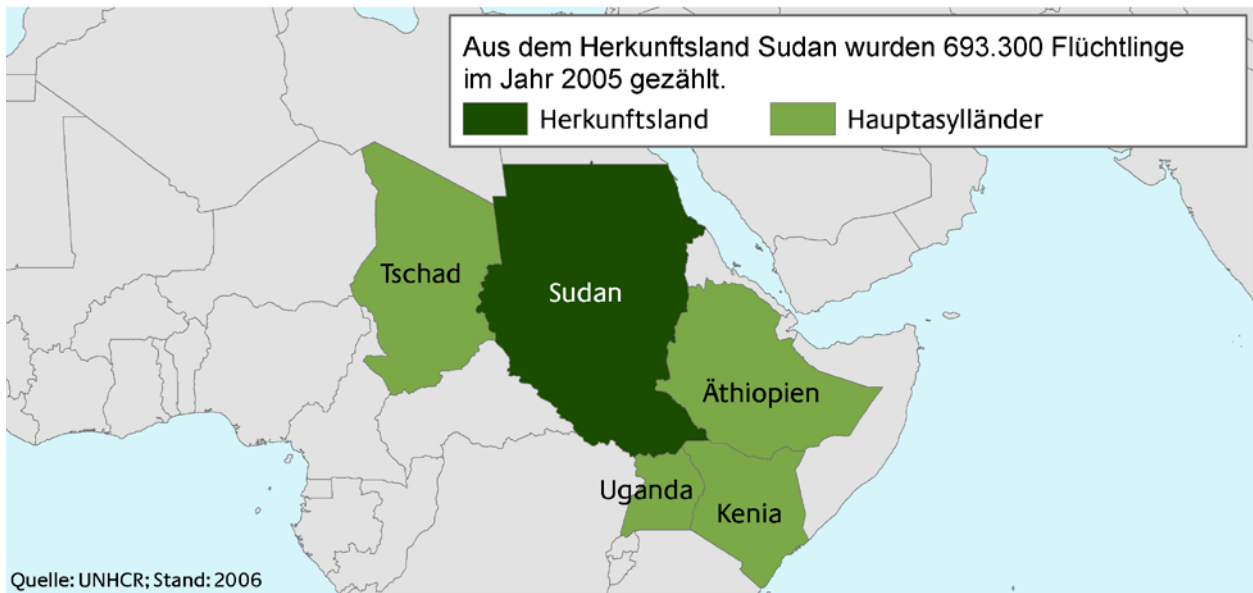 Aus dem Herkunftsland Sudan wurden 693.300 Flüchtlinge
im Jahr 2005 gezählt.
Herkunftsland
Hauptasylländer
Tschad
Sudan
Äthiopien
Uganda
Kenia
Quelle: UNHCR; Stand: 2006